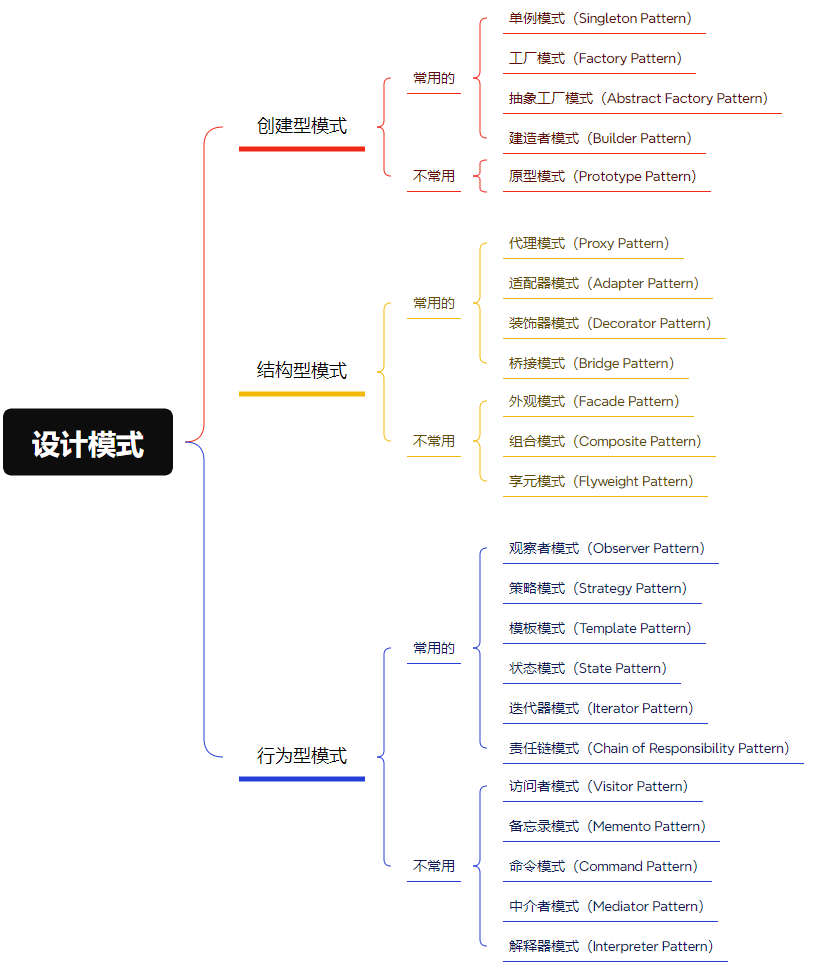 设计模式
创建型模式
常用的
单例模式（Singleton Pattern）
工厂模式（Factory Pattern）
抽象工厂模式（Abstract Factory Pattern）
建造者模式（Builder Pattern）
不常用
原型模式（Prototype Pattern）
结构型模式
常用的
代理模式（Proxy Pattern）
适配器模式（Adapter Pattern）
装饰器模式（Decorator Pattern）
桥接模式（Bridge Pattern）
不常用
外观模式（Facade Pattern）
组合模式（Composite Pattern）
享元模式（Flyweight Pattern）
行为型模式
常用的
观察者模式（Observer Pattern）
策略模式（Strategy Pattern）
模板模式（Template Pattern）
状态模式（State Pattern）
迭代器模式（Iterator Pattern）
责任链模式（Chain of Responsibility Pattern）
不常用
访问者模式（Visitor Pattern）
备忘录模式（Memento Pattern）
命令模式（Command Pattern）
中介者模式（Mediator Pattern）
解释器模式（Interpreter Pattern）